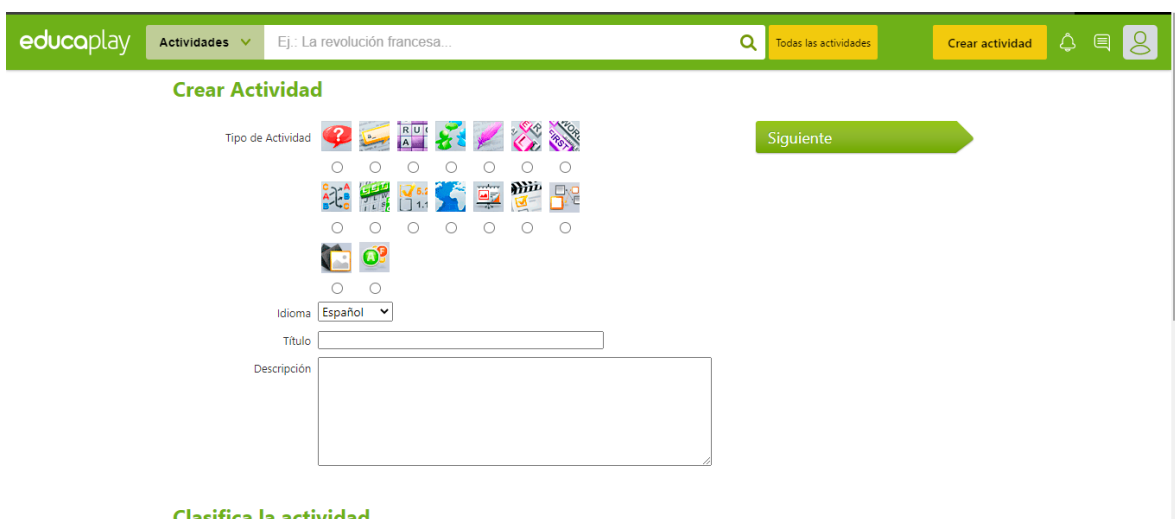 educaplay Actividades Ej.: La revolución francesa... Todas las actividades Crear actividad
Crear Actividad
Tipo de Actividad
Siguiente
Idioma Español
Título
Descripción
Clasifica la actividad